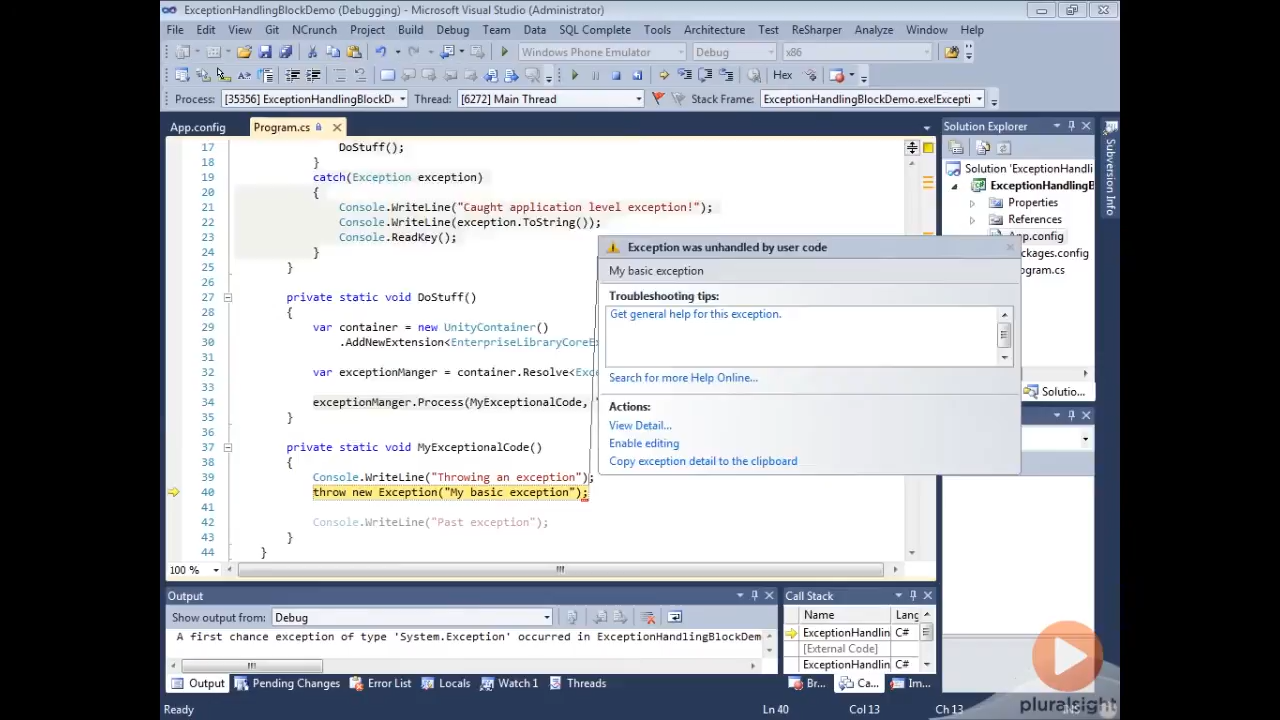 ExceptionHandlingBlockDemo (Debugging) - Microsoft Visual Studio (Administrator)
File Edit View Git NCrunch Project Build Debug Team Data SQL Complete Tools Architecture Test ReSharper Analyze Window Help
Windows Phone Emulator Debug x86
Hex
Process: [35356] ExceptionHandlingBlockD Thread: [6272] Main Thread Stack Frame: ExceptionHandlingBlockDemo.exe!Excepti
App.config Program.cs
17 DoStuff();
18 }
19 catch(Exception exception)
20 {
21 Console.WriteLine("Caught application level exception!");
22 Console.WriteLine(exception.ToString());
23 Console.ReadKey();
24 }
25 }
26
27 private static void DoStuff()
28 {
29 var container = new UnityContainer()
30 .AddNewExtension<EnterpriseLibraryCoreE
31
32 var exceptionManger = container.Resolve<Exc
33
34 exceptionManger.Process(MyExceptionalCode, "
35 }
36
37 private static void MyExceptionalCode()
38 {
39 Console.WriteLine("Throwing an exception");
40 throw new Exception("My basic exception");
41
42 Console.WriteLine("Past exception");
43 }
44 }
100 %
Exception was unhandled by user code
My basic exception
Troubleshooting tips:
Get general help for this exception.
Search for more Help Online...
Actions:
View Detail...
Enable editing
Copy exception detail to the clipboard
Solution Explorer
Solution 'ExceptionHandli
ExceptionHandlingB
Properties
References
App.config
ackages.config
ogram.cs
Solutio...
Subversion Info
Output
Show output from: Debug
A first chance exception of type 'System.Exception' occurred in ExceptionHandlingBlockDem
Output Pending Changes Error List Locals Watch 1 Threads
Call Stack
Name Lang
ExceptionHandlin C#
[External Code]
ExceptionHandlin C#
Br... Ca... Im...
Ready Ln 40 Col 13 Ch 13
pluralsight